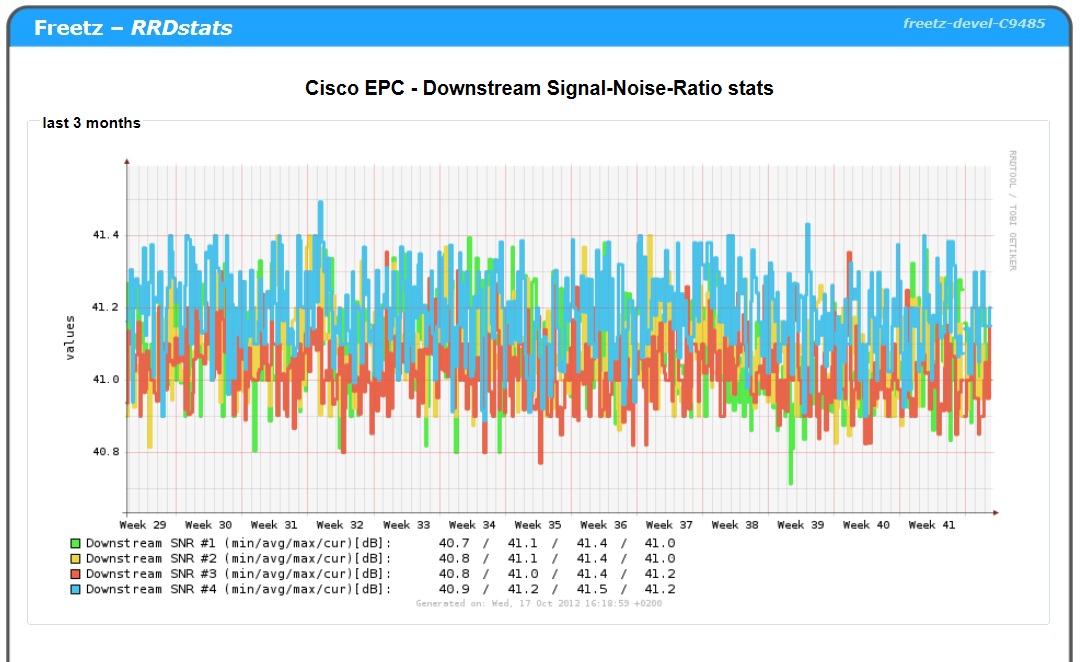 Freetz – RRDstats
freetz-devel-C9485
Cisco EPC - Downstream Signal-Noise-Ratio stats
last 3 months
RRDTOOL / TOBI OETIKER
values
41.4
41.2
41.0
40.8
Week 29 Week 30 Week 31 Week 32 Week 33 Week 34 Week 35 Week 36 Week 37 Week 38 Week 39 Week 40 Week 41
Downstream SNR #1 (min/avg/max/cur)[dB]: 40.7 / 41.1 / 41.4 / 41.0
Downstream SNR #2 (min/avg/max/cur)[dB]: 40.8 / 41.1 / 41.4 / 41.0
Downstream SNR #3 (min/avg/max/cur)[dB]: 40.8 / 41.0 / 41.4 / 41.2
Downstream SNR #4 (min/avg/max/cur)[dB]: 40.9 / 41.2 / 41.5 / 41.2
Generated on: Wed, 17 Oct 2012 16:18:59 +0200